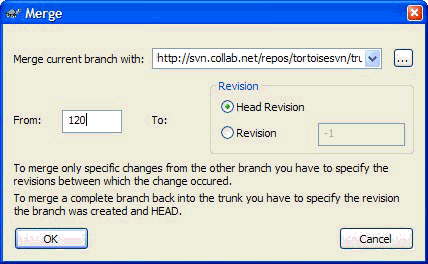 Merge
Merge current branch with: http://svn.collab.net/repos/tortoisesvn/tru ...
Revision
Head Revision
From: 120 To:
Revision -1
To merge only specific changes from the other branch you have to specify the
revisions between which the change occured.
To merge a complete branch back into the trunk you have to specify the revision
the branch was created and HEAD.
OK Cancel